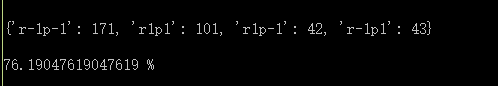 {'r-1p-1': 171, 'r1p1': 101, 'r1p-1': 42, 'r-1p1': 43}
76.19047619047619 %